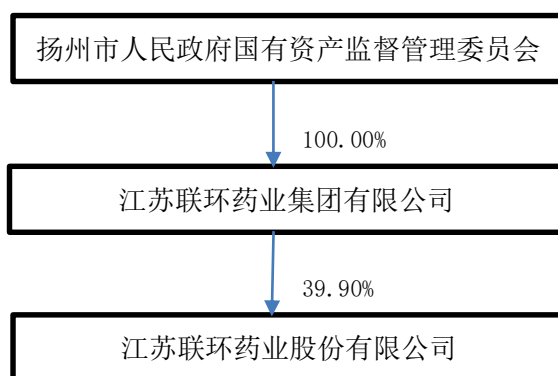 扬州市人民政府国有资产监督管理委员会
100.00%
江苏联环药业集团有限公司
39.90%
江苏联环药业股份有限公司